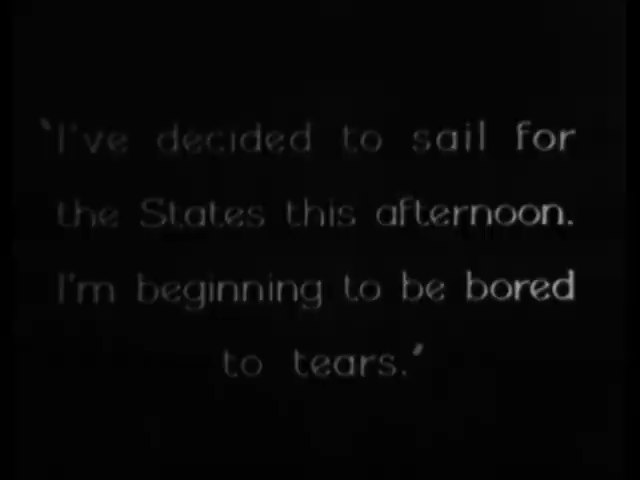 ‘I've decided to sail for
the States this afternoon.
I'm beginning to be bored
to tears.’